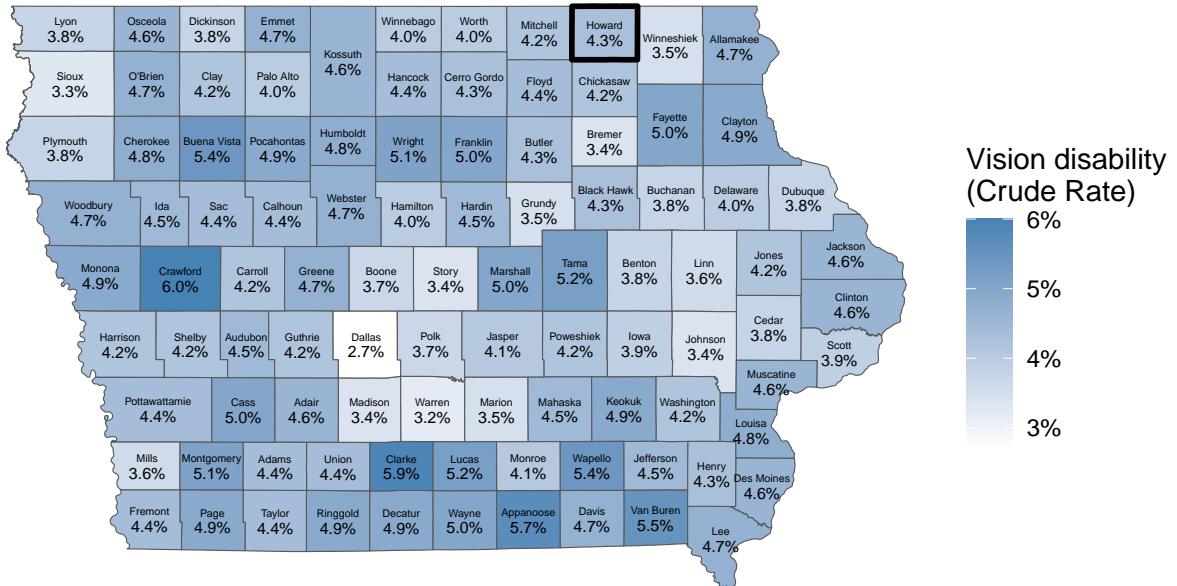 Lyon
3.8%
Osceola
4.6%
Dickinson
3.8%
Emmet
4.7%
Winnebago
4.0%
Worth
4.0%
Mitchell
4.2%
Howard
4.3%
Winneshiek
3.5%
Allamakee
4.7%
Kossuth
4.6%
Sioux
3.3%
O'Brien
4.7%
Clay
4.2%
Palo Alto
4.0%
Hancock
4.4%
Cerro Gordo
4.3%
Floyd
4.4%
Chickasaw
4.2%
Fayette
5.0%
Clayton
4.9%
Plymouth
3.8%
Cherokee
4.8%
Buena Vista
5.4%
Pocahontas
4.9%
Humboldt
4.8%
Wright
5.1%
Franklin
5.0%
Butler
4.3%
Bremer
3.4%
Woodbury
4.7%
Ida
4.5%
Sac
4.4%
Calhoun
4.4%
Webster
4.7%
Hamilton
4.0%
Hardin
4.5%
Grundy
3.5%
Black Hawk
4.3%
Buchanan
3.8%
Delaware
4.0%
Dubuque
3.8%
Monona
4.9%
Crawford
6.0%
Carroll
4.2%
Greene
4.7%
Boone
3.7%
Story
3.4%
Marshall
5.0%
Tama
5.2%
Benton
3.8%
Linn
3.6%
Jones
4.2%
Jackson
4.6%
Clinton
4.6%
Harrison
4.2%
Shelby
4.2%
Audubon
4.5%
Guthrie
4.2%
Dallas
2.7%
Polk
3.7%
Jasper
4.1%
Poweshiek
4.2%
Iowa
3.9%
Johnson
3.4%
Cedar
3.8%
Scott
3.9%
Muscatine
4.6%
Pottawattamie
4.4%
Cass
5.0%
Adair
4.6%
Madison
3.4%
Warren
3.2%
Marion
3.5%
Mahaska
4.5%
Keokuk
4.9%
Washington
4.2%
Louisa
4.8%
Mills
3.6%
Montgomery
5.1%
Adams
4.4%
Union
4.4%
Clarke
5.9%
Lucas
5.2%
Monroe
4.1%
Wapello
5.4%
Jefferson
4.5%
Henry
4.3%
Des Moines
4.6%
Fremont
4.4%
Page
4.9%
Taylor
4.4%
Ringgold
4.9%
Decatur
4.9%
Wayne
5.0%
Appanoose
5.7%
Davis
4.7%
Van Buren
5.5%
Lee
4.7%
Vision disability
(Crude Rate)
6%
5%
4%
3%